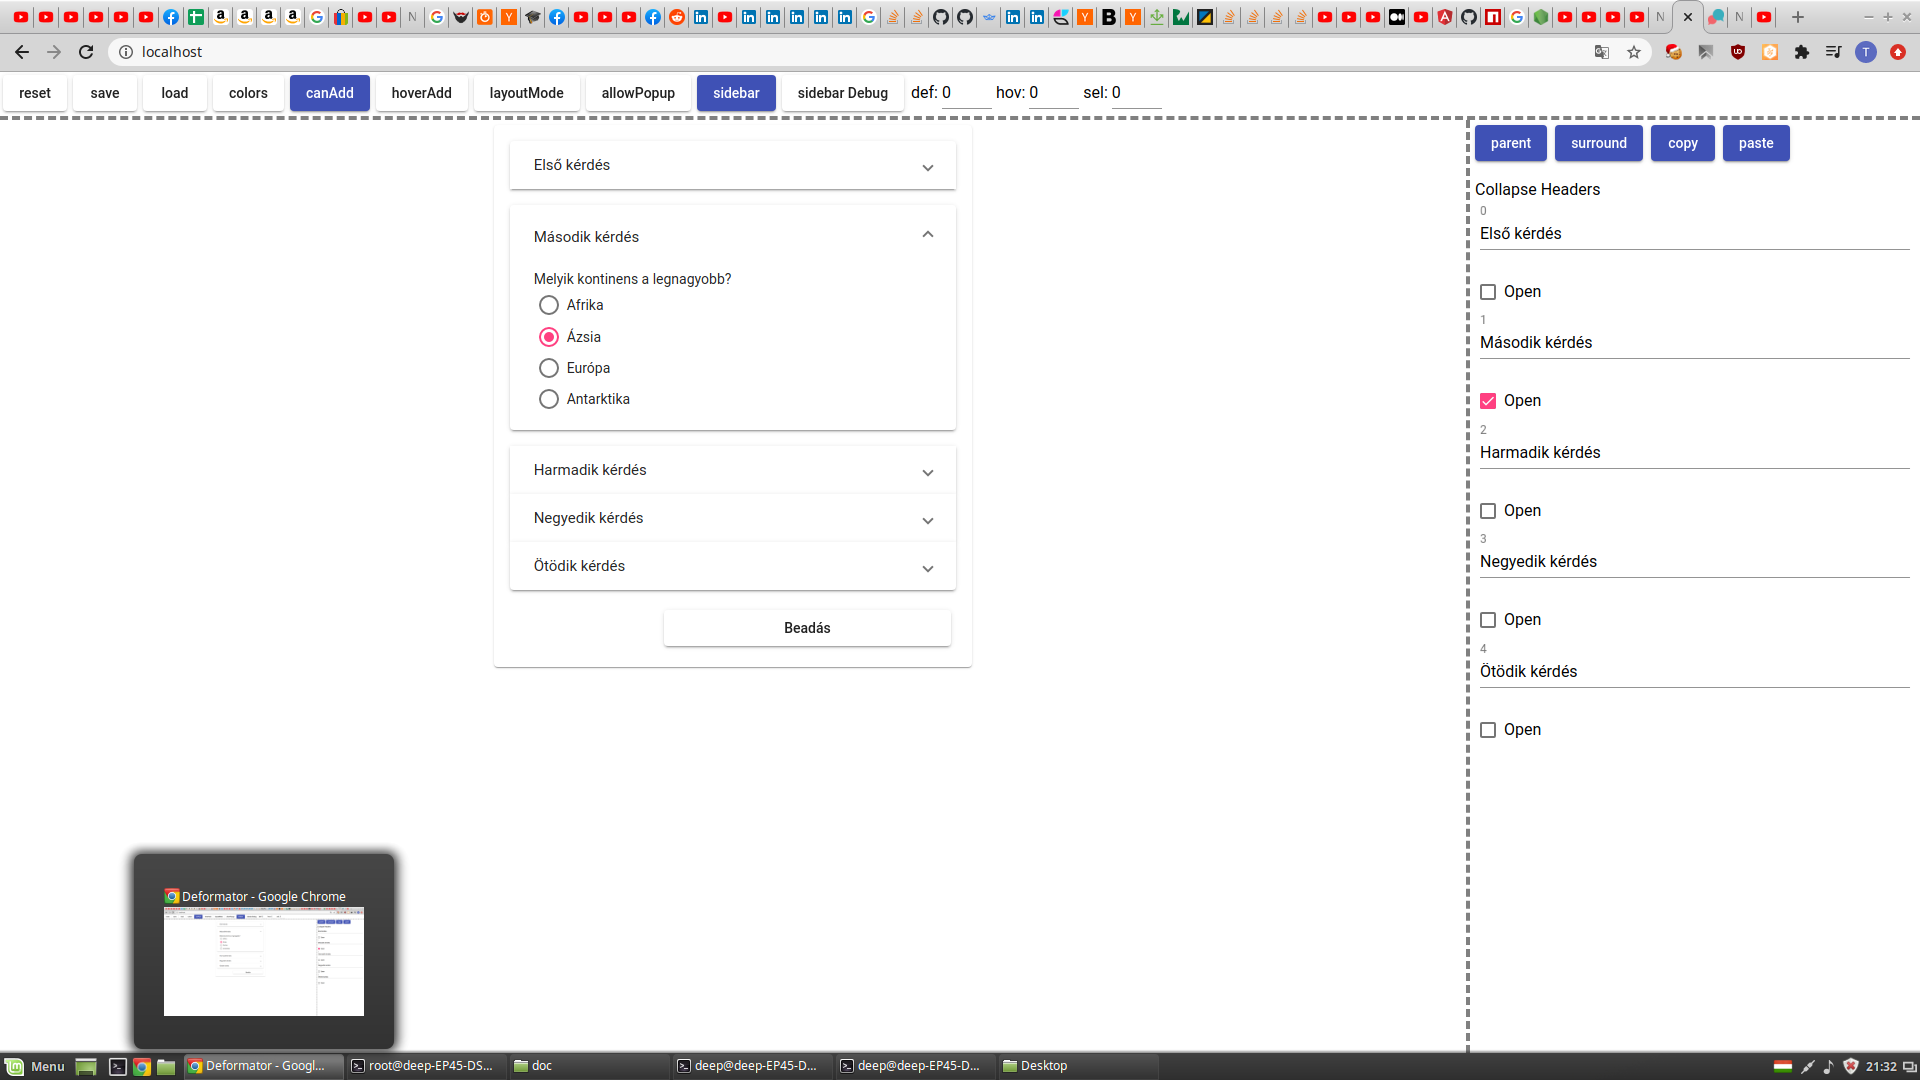 localhost
T
reset save load colors canAdd hoverAdd layoutMode allowPopup sidebar sidebar Debug def: 0 hov: 0 sel: 0
parent surround copy paste
Első kérdés
Második kérdés
Melyik kontinens a legnagyobb?
Afrika
Ázsia
Európa
Antarktika
Harmadik kérdés
Negyedik kérdés
Ötödik kérdés
Beadás
Collapse Headers
0
Első kérdés
Open
1
Második kérdés
Open
2
Harmadik kérdés
Open
3
Negyedik kérdés
Open
4
Ötödik kérdés
Open
Deformator - Google Chrome
Menu Deformator - Googl... root@deep-EP45-DS... doc deep@deep-EP45-D... deep@deep-EP45-D... Desktop 21:32